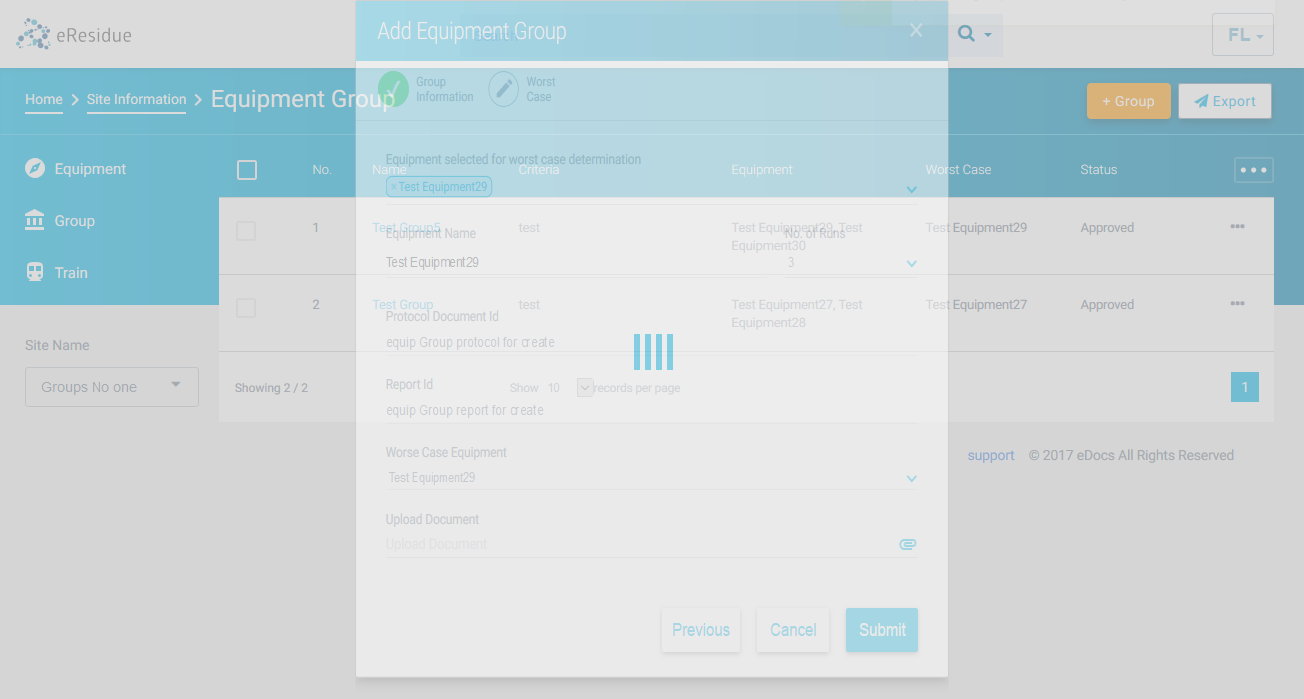 eResidue
FL
Add Equipment Group
Home
Site Information
Equipment Group
+ Group
Export
Group
Information
Worst
Case
Equipment
Group
Train
Site Name
Groups No one
No.
Name
Criteria
Equipment
Worst Case
Status
1
Test Group5
test
Test Equipment29, Test
Equipment30
Test Equipment29
Approved
2
Test Group
test
Test Equipment27, Test
Equipment28
Test Equipment27
Approved
Showing 2 / 2
Show 10 records per page
1
Equipment selected for worst case determination
× Test Equipment29
Equipment Name
No. of Runs
Test Equipment29
3
Protocol Document Id
equip Group protocol for create
Report Id
equip Group report for create
Worse Case Equipment
Test Equipment29
Upload Document
Upload Document
Previous
Cancel
Submit
support
© 2017 eDocs All Rights Reserved